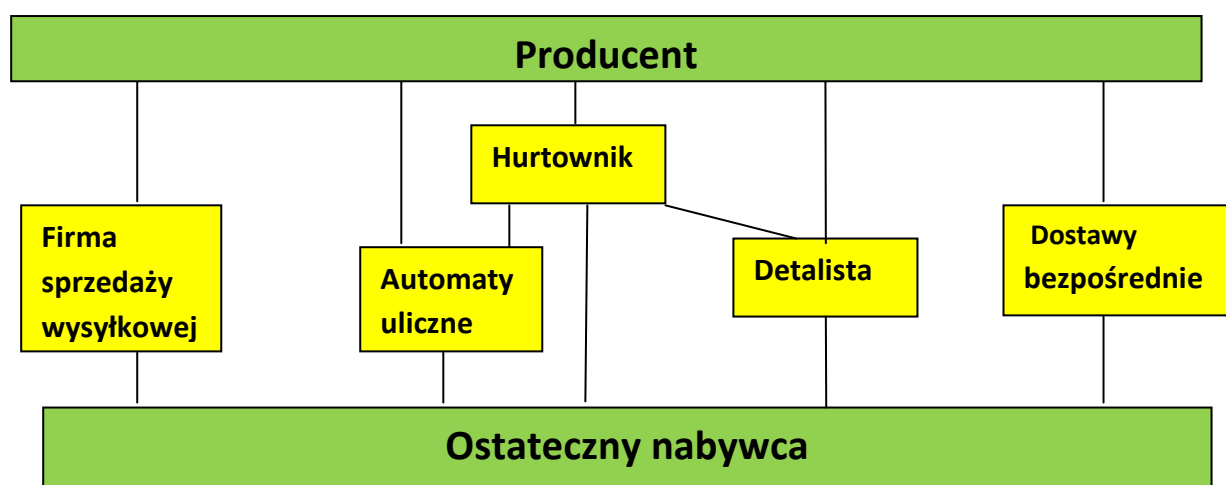 Producent
Hurtownik
Firma
sprzedaży
wysyłkowej
Automaty
uliczne
Detalista
Dostawy
bezpośrednie
Ostateczny nabywca